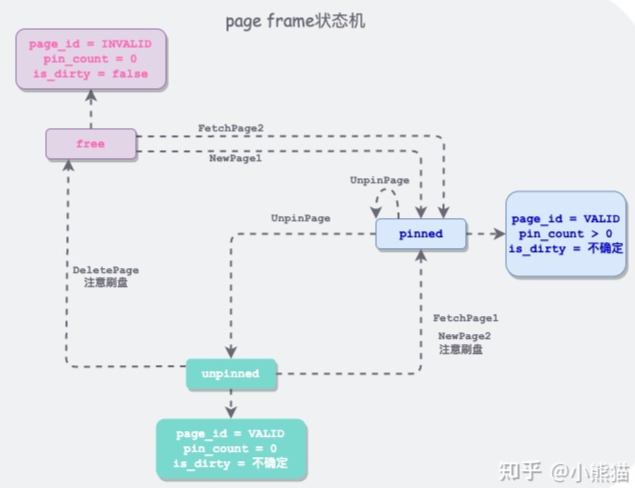 page frame状态机
page_id = INVALID
pin_count = 0
is_dirty = false
free
FetchPage2
NewPage1
UnpinPage
UnpinPage
pinned
page_id = VALID
pin_count > 0
is_dirty = 不确定
DeletePage
注意刷盘
FetchPage1
NewPage2
注意刷盘
unpinned
page_id = VALID
pin_count = 0
is_dirty = 不确定
知乎 @小熊猫